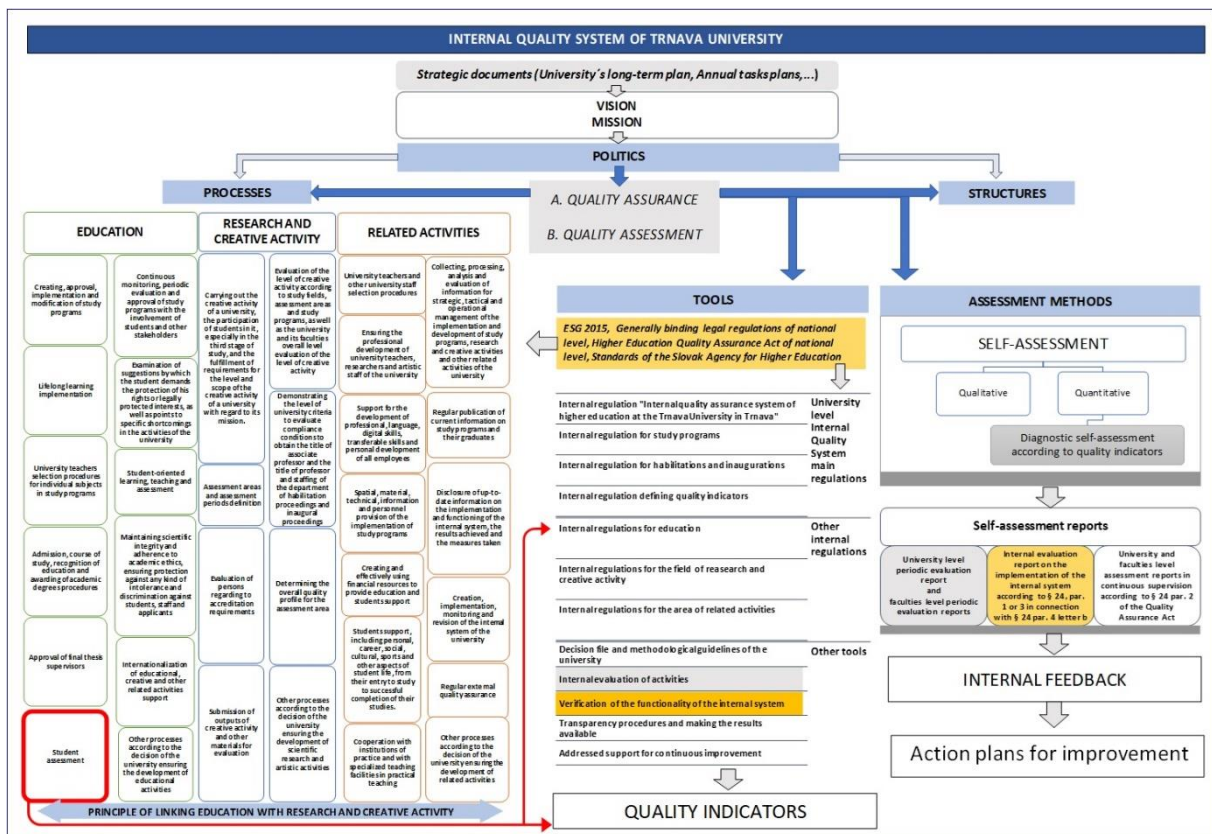 INTERNAL QUALITY SYSTEM OF TRNAVA UNIVERSITY
Strategic documents (University´s long-term plan, Annual tasks plans,...)
VISION
MISSION
POLITICS
PROCESSES
A. QUALITY ASSURANCE
B. QUALITY ASSESSMENT
STRUCTURES
EDUCATION
Creating, approval,
implementation and
modification of study
programs
Lifelong learning
implementation
University teachers
selection procedures
for individual subjects
in study programs
Admission, course of
study, recognition of
education and
awarding of academic
degrees procedures
Approval of final thesis
supervisors
Student
assessment
Continuous
monitoring, periodic
evaluation and
approval of study
programs with the
involvement of
students and other
stakeholders
Examination of
suggestions by which
the student demands
the protection of his
rights or legally
protected interests, as
well as points to
specific shortcomings
in the activities of the
university
Student-oriented
learning, teaching and
assessment
Maintaining scientific
integrity and
adherence to
academic ethics,
ensuring protection
against any kind of
intolerance and
discrimination against
students, staff and
applicants
Internationalization
of educational,
creative and other
related activities
support
Other processes
according to the
decision of the
university ensuring the
development of
educational
activities
RESEARCH AND
CREATIVE ACTIVITY
Carrying out the
creative activity
of a university,
the participation
of students in it,
especially in the
third stage of
study, and the
fulfillment of
requirements for
the level and
scope of the
creative activity
of a university
with regard to its
mission.
Assessment areas
and assessment
periods definition
Evaluation of
persons
regarding to
accreditation
requirements
Submission of
outputs of
creative activity
and other
materials for
evaluation
Evaluation of the
level of creative
activity according
to study fields,
assessment areas
and study
programs, as well
as the university
and its faculties
overall level
evaluation of the
level of creative
activity
Demonstrating
the level of
university criteria
to evaluate
compliance
conditions to
obtain the title of
associate
professor and the
title of professor
and staffing of
the department
of habilitation
proceedings and
inaugural
proceedings
Determining the
overall quality
profile for the
assessment area
Other processes
according to the
decision of the
university
ensuring the
development of
scientific
research and
artistic activities
RELATED ACTIVITIES
University teachers and
other university staff
selection procedures
Ensuring the
professional
development of
university teachers,
researchers and artistic
staff of the university
Support for the
development of
professional, language,
digital skills,
transferable skills and
personal development
of all employees
Spatial, material,
technical, information
and personnel
provision of the
implementation of
study programs
Creating and
effectively using
financial resources to
provide education and
students support
Students support,
including personal,
career, social,
cultural, sports and
other aspects of
student life, from
their entry to study
to successful
completion of their
studies.
Cooperation with
institutions of
practice and with
specialized teaching
facilities in practical
teaching
Collecting, processing,
analysis and
evaluation of
information for
strategic, tactical and
operational
management of the
implementation and
development of study
programs, research
and creative activities
and other related
activities of the
university
Regular publication of
current information on
study programs and
their graduates
Disclosure of up-to-
date information on
the implementation
and functioning of the
internal system, the
results achieved and
the measures taken
Creation,
implementation,
monitoring and
revision of the internal
system of the
university
Regular external
quality assurance
Other processes
according to the
decision of the
university ensuring the
development of
related activities
PRINCIPLE OF LINKING EDUCATION WITH RESEARCH AND CREATIVE ACTIVITY
TOOLS
ESG 2015, Generally binding legal regulations of national
level, Higher Education Quality Assurance Act of national
level, Standards of the Slovak Agency for Higher Education
Internal regulation "Internal quality assurance system of
higher education at the Trnava University in Trnava"
Internal regulation for study programs
Internal regulation for habilitations and inaugurations
Internal regulation defining quality indicators
University
level
Internal
Quality
System
main
regulations
Internal regulations for education
Internal regulations for the field of reasearch and
creative activity
Internal regulations for the area of related activities
Other
internal
regulations
Decision file and methodological guidelines of the
university
Internal evaluation of activities
Verification of the functionality of the internal system
Transparency procedures and making the results
available
Addressed support for continuous improvement
Other tools
QUALITY INDICATORS
ASSESSMENT METHODS
SELF-ASSESSMENT
Qualitative
Quantitative
Diagnostic self-assessment
according to quality indicators
Self-assessment reports
University level
periodic evaluation
report
and
faculties level periodic
evaluation reports
Internal evaluation
report on the
implementation of the
internal system
according to § 24, par.
1 or 3 in connection
with § 24 par. 4 letter b
University and
faculties level
assessment reports in
continuous supervision
according to § 24 par. 2
of the Quality
Assurance Act
INTERNAL FEEDBACK
Action plans for improvement